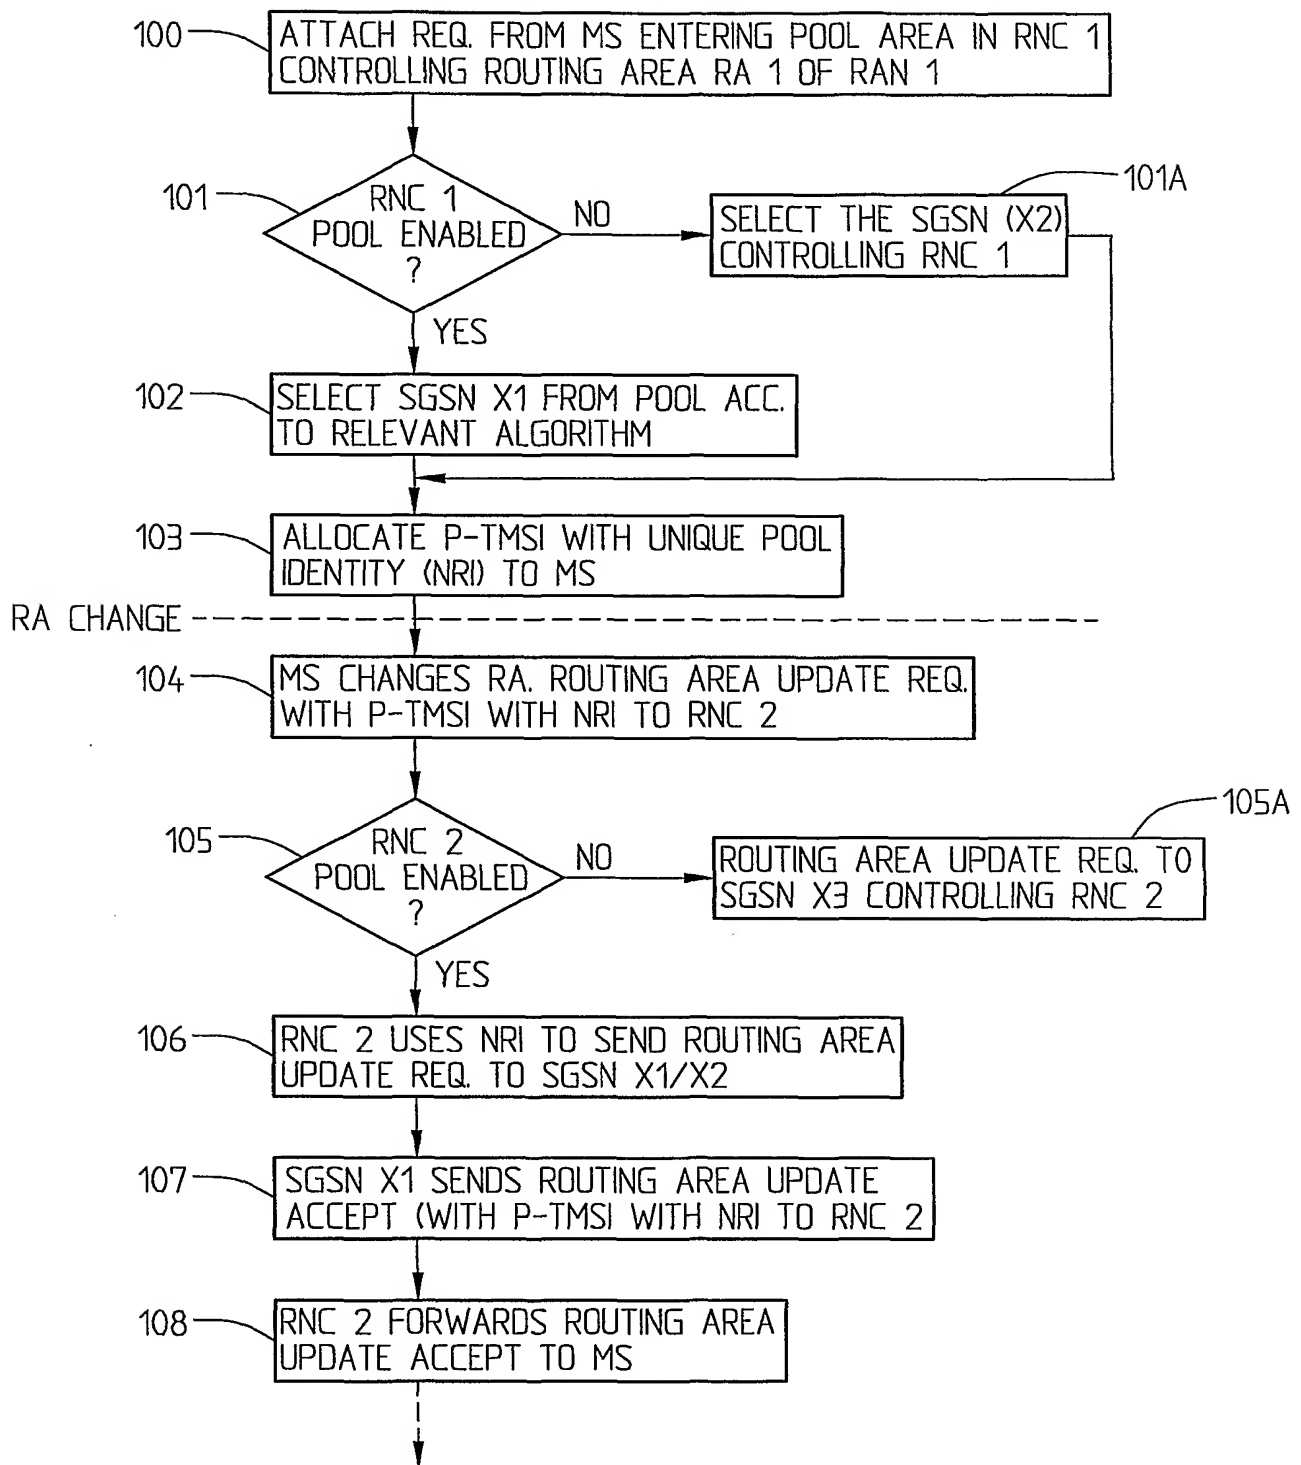 100
ATTACH REQ. FROM MS ENTERING POOL AREA IN RNC 1
CONTROLLING ROUTING AREA RA 1 OF RAN 1
101
RNC 1
POOL ENABLED
?
NO
YES
101A
SELECT THE SGSN (X2)
CONTROLLING RNC 1
102
SELECT SGSN X1 FROM POOL ACC.
TO RELEVANT ALGORITHM
103
ALLOCATE P-TMSI WITH UNIQUE POOL
IDENTITY (NRI) TO MS
RA CHANGE
104
MS CHANGES RA. ROUTING AREA UPDATE REQ.
WITH P-TMSI WITH NRI TO RNC 2
105
RNC 2
POOL ENABLED
?
NO
YES
105A
ROUTING AREA UPDATE REQ. TO
SGSN X3 CONTROLLING RNC 2
106
RNC 2 USES NRI TO SEND ROUTING AREA
UPDATE REQ. TO SGSN X1/X2
107
SGSN X1 SENDS ROUTING AREA UPDATE
ACCEPT (WITH P-TMSI WITH NRI TO RNC 2
108
RNC 2 FORWARDS ROUTING AREA
UPDATE ACCEPT TO MS